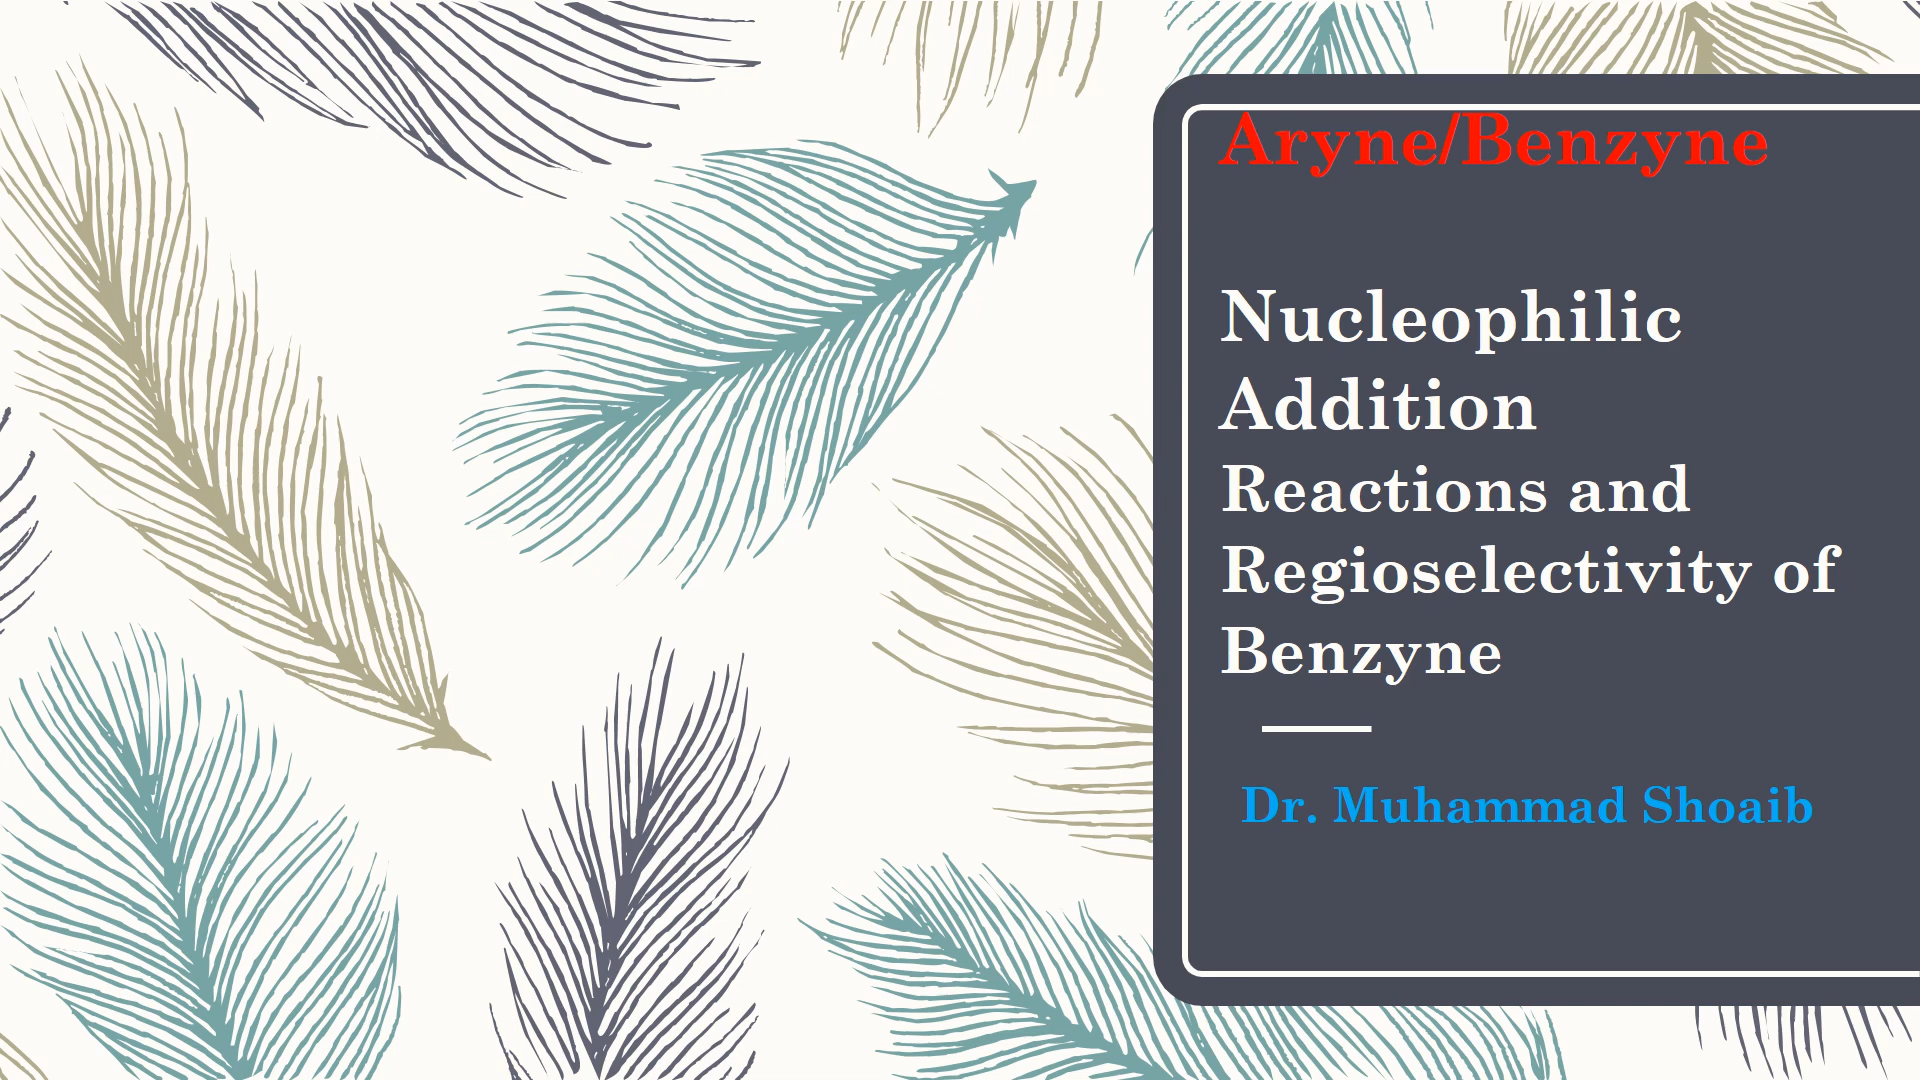 Aryne/Benzyne
Nucleophilic
Addition
Reactions and
Regioselectivity of
Benzyne
Dr. Muhammad Shoaib